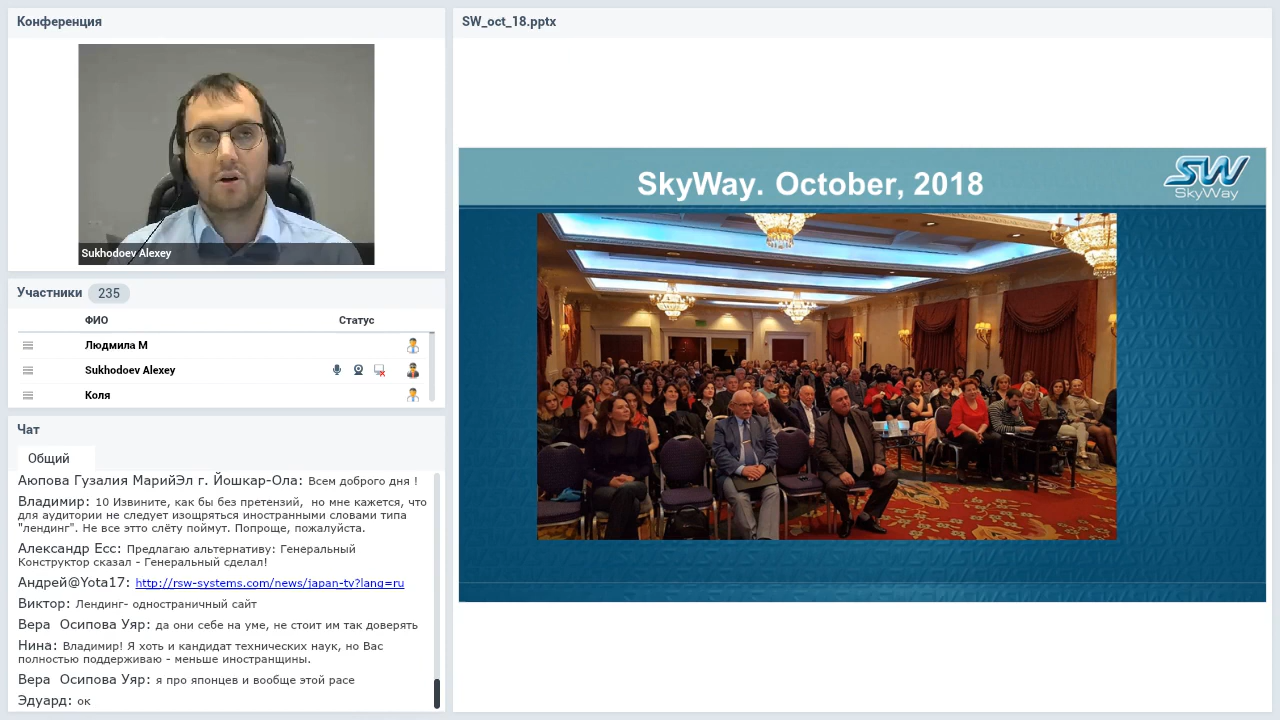 Конференция
Sukhodoev Alexey
Участники 235
ФИО Статус
Людмила М
Sukhodoev Alexey
Коля
Чат
Общий
Аюпова Гузалия МарийЭл г. Йошкар-Ола: Всем доброго дня !
Владимир: 10 Извините, как бы без претензий, но мне кажется, что
для аудитории не следует изощряться иностранными словами типа
"лендинг". Не все этто слёту поймут. Попроще, пожалуйста.
Александр Есс: Предлагаю альтернативу: Генеральный
Конструктор сказал - Генеральный сделал!
Андрей@Yota17: http://rsw-systems.com/news/japan-tv?lang=ru
Виктор: Лендинг- одностраничный сайт
Вера Осипова Уяр: да они себе на уме, не стоит им так доверять
Нина: Владимир! Я хоть и кандидат технических наук, но Вас
полностью поддерживаю - меньше иностранщины.
Вера Осипова Уяр: я про японцев и вообще этой расе
Эдуард: ок
SW_oct_18.pptx
SkyWay. October, 2018
SW
SkyWay